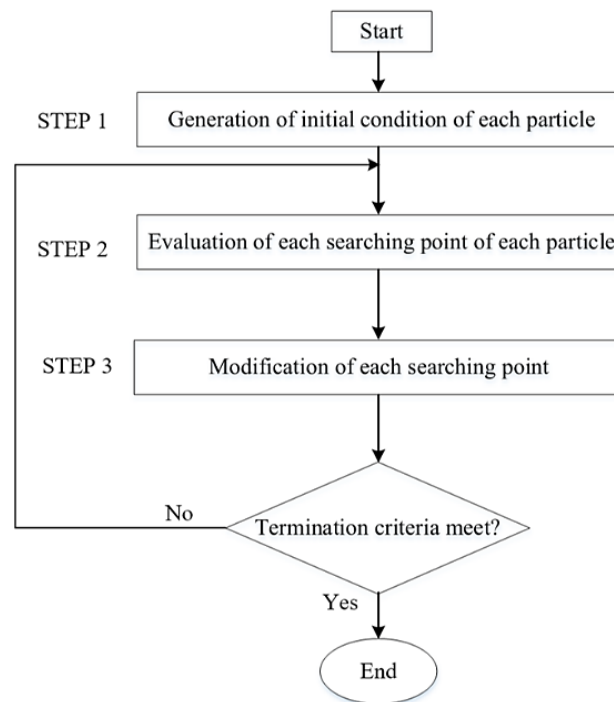 Start
STEP 1
Generation of initial condition of each particle
STEP 2
Evaluation of each searching point of each particle
STEP 3
Modification of each searching point
Termination criteria meet?
No
Yes
End